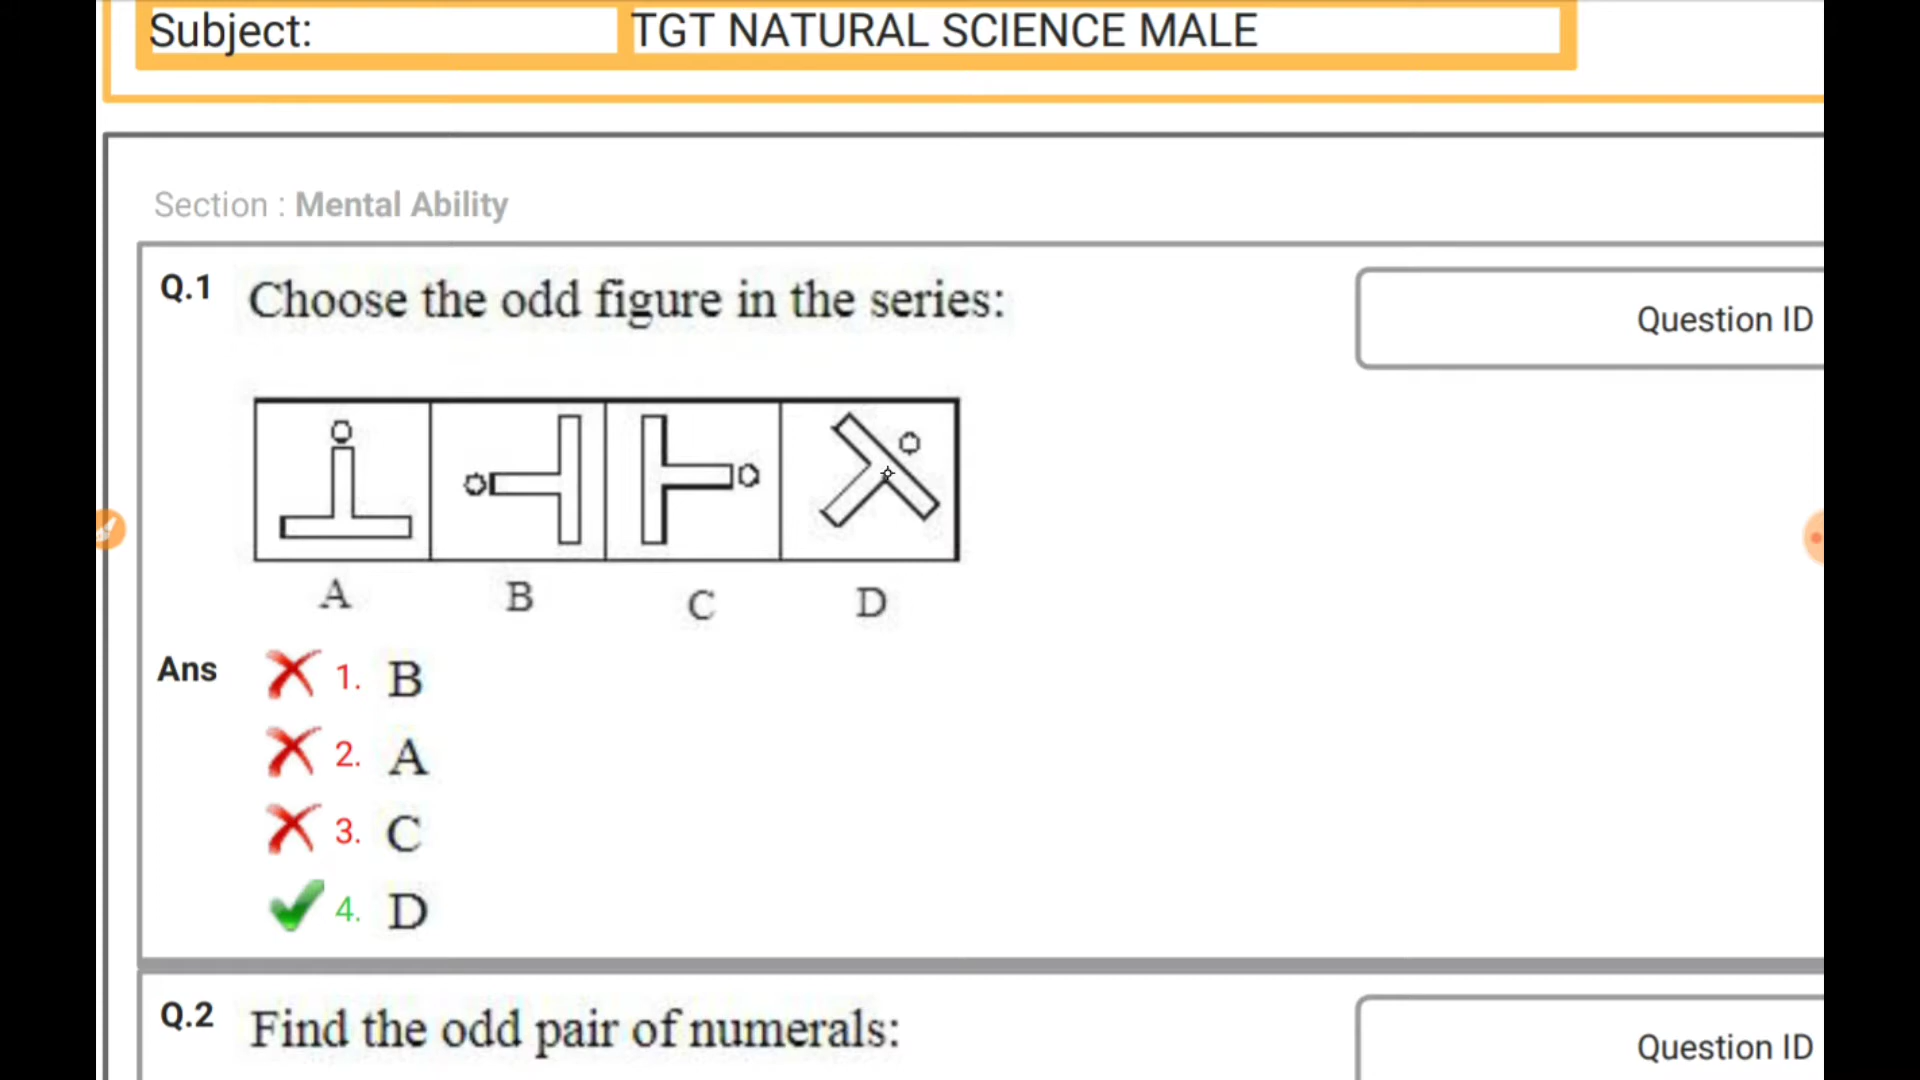 Subject: TGT NATURAL SCIENCE MALE
Section : Mental Ability
Q.1 Choose the odd figure in the series:
Question ID
A B C D
Ans 1. B
2. A
3. C
4. D
Q.2 Find the odd pair of numerals:
Question ID